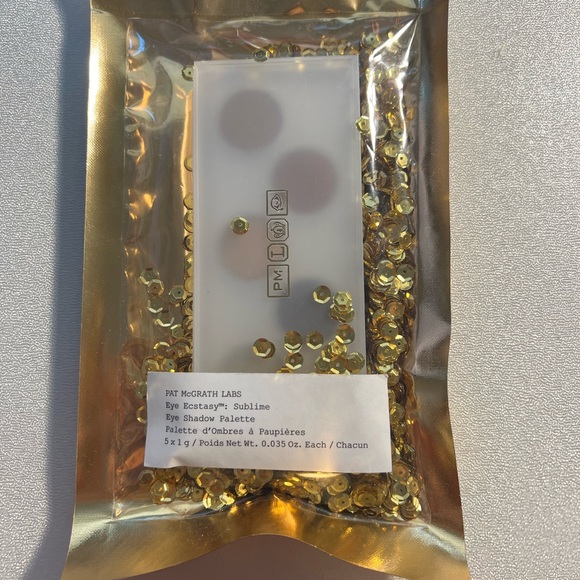 PM L
PAT McGRATH LABS
Eye Ecstasy™: Sublime
Eye Shadow Palette
Palette d'Ombres à Paupières
5 x 1 g / Poids Net Wt. 0.035 Oz. Each / Chacun